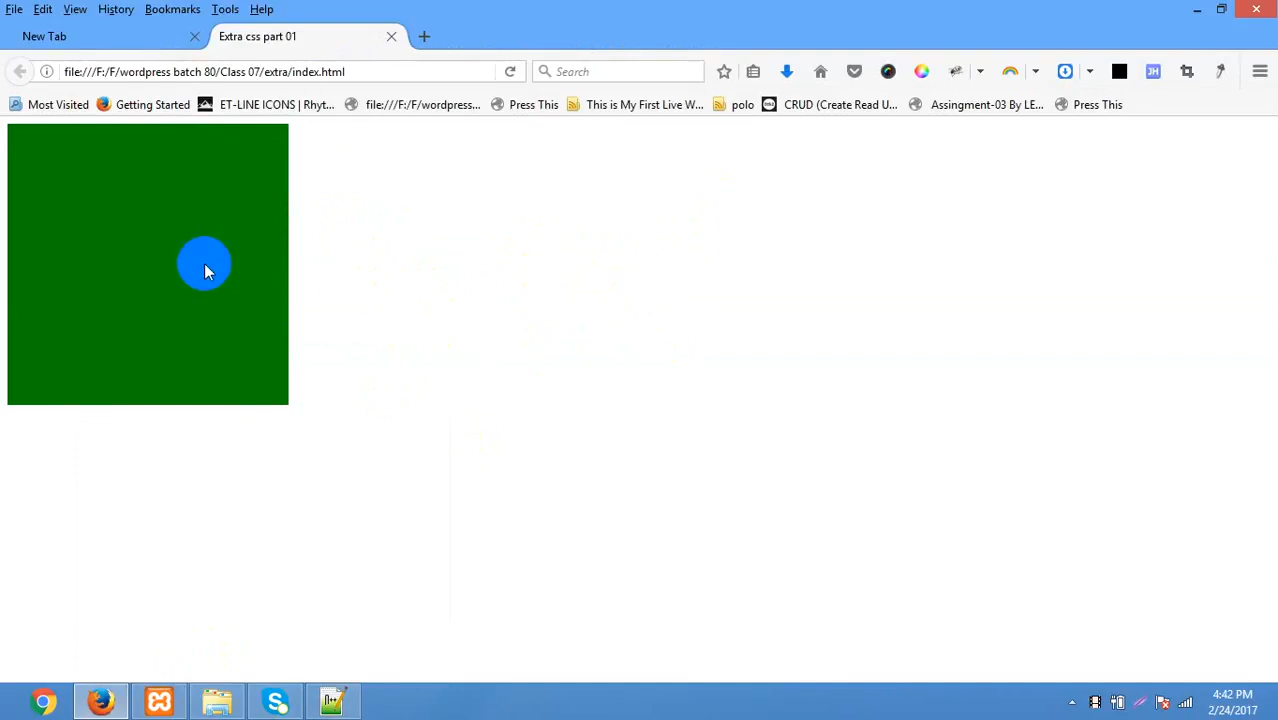 File Edit View History Bookmarks Tools Help
New Tab Extra css part 01
file:///F:/F/wordpress batch 80/Class 07/extra/index.html Search JH
Most Visited Getting Started ET-LINE ICONS | Rhyt... file:///F:/F/wordpress... Press This This is My First Live W... polo CRUD (Create Read U... Assingment-03 By LE... Press This
4:42 PM
2/24/2017